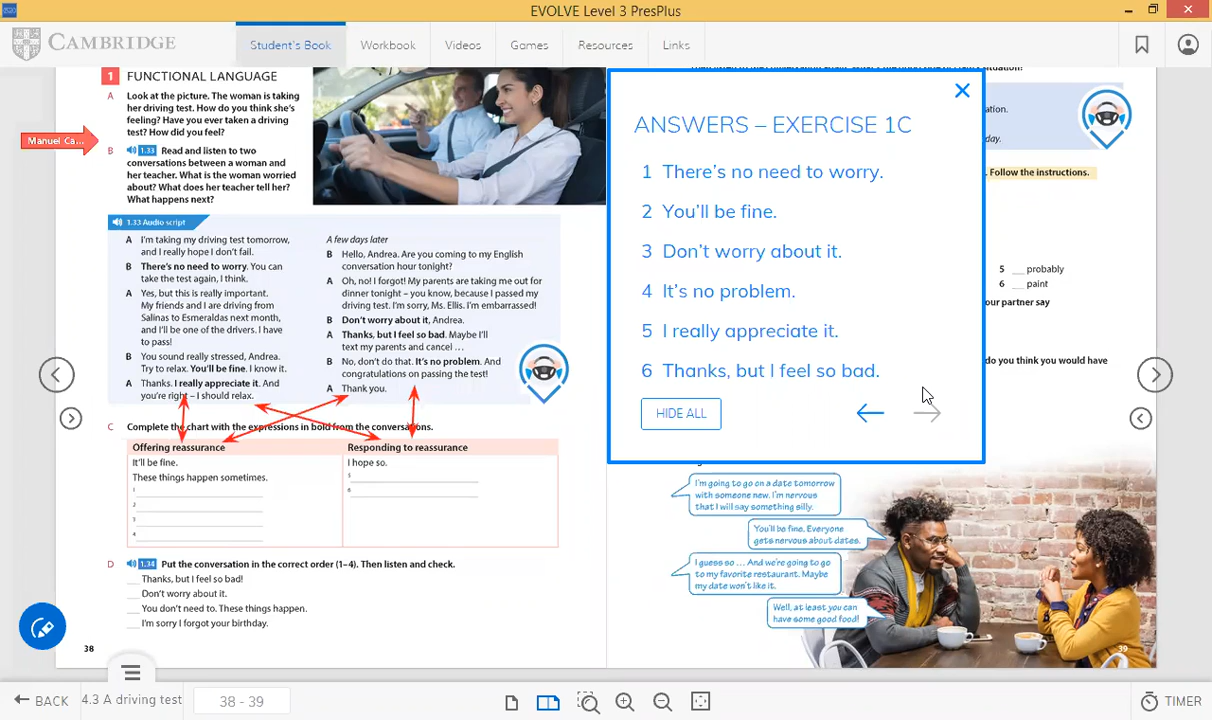 EVOLVE Level 3 PresPlus
CAMBRIDGE
Student's Book
Workbook
Videos
Games
Resources
Links
1 FUNCTIONAL LANGUAGE
A Look at the picture. The woman is taking
her driving test. How do you think she's
feeling? Have you ever taken a driving
test? How did you feel?
Manuel Ca...
B 1.33 Read and listen to two
conversations between a woman and
her teacher. What is the woman worried
about? What does her teacher tell her?
What happens next?
1.33 Audio script
A I'm taking my driving test tomorrow,
and I really hope I don't fail.
B There's no need to worry. You can
take the test again, I think.
A Yes, but this is really important.
My friends and I are driving from
Salinas to Esmeraldas next month,
and I'll be one of the drivers. I have
to pass!
B You sound really stressed, Andrea.
Try to relax. You'll be fine. I know it.
A Thanks. I really appreciate it. And
you're right – I should relax.
A few days later
B Hello, Andrea. Are you coming to my English
conversation hour tonight?
A Oh, no! I forgot! My parents are taking me out for
dinner tonight – you know, because I passed my
driving test. I'm sorry, Ms. Ellis. I'm embarrassed!
B Don't worry about it, Andrea.
A Thanks, but I feel so bad. Maybe I'll
text my parents and cancel ...
B No, don't do that. It's no problem. And
congratulations on passing the test!
A Thank you.
C Complete the chart with the expressions in bold from the conversations.
Offering reassurance
Responding to reassurance
It'll be fine.
These things happen sometimes.
1
2
3
4
I hope so.
5
6
D 1.34 Put the conversation in the correct order (1–4). Then listen and check.
Thanks, but I feel so bad!
Don't worry about it.
You don't need to. These things happen.
I'm sorry I forgot your birthday.
38
ANSWERS – EXERCISE 1C
1 There's no need to worry.
2 You'll be fine.
3 Don't worry about it.
4 It's no problem.
5 I really appreciate it.
6 Thanks, but I feel so bad.
HIDE ALL
situation?
ation.
day.
. Follow the instructions.
5 probably
6 paint
our partner say
do you think you would have
I'm going to go on a date tomorrow
with someone new. I'm nervous
that I will say something silly.
You'll be fine. Everyone
gets nervous about dates.
I guess so ... And we're going to go
to my favorite restaurant. Maybe
my date won't like it.
Well, at least you can
have some good food!
39
BACK
4.3 A driving test
38 - 39
TIMER